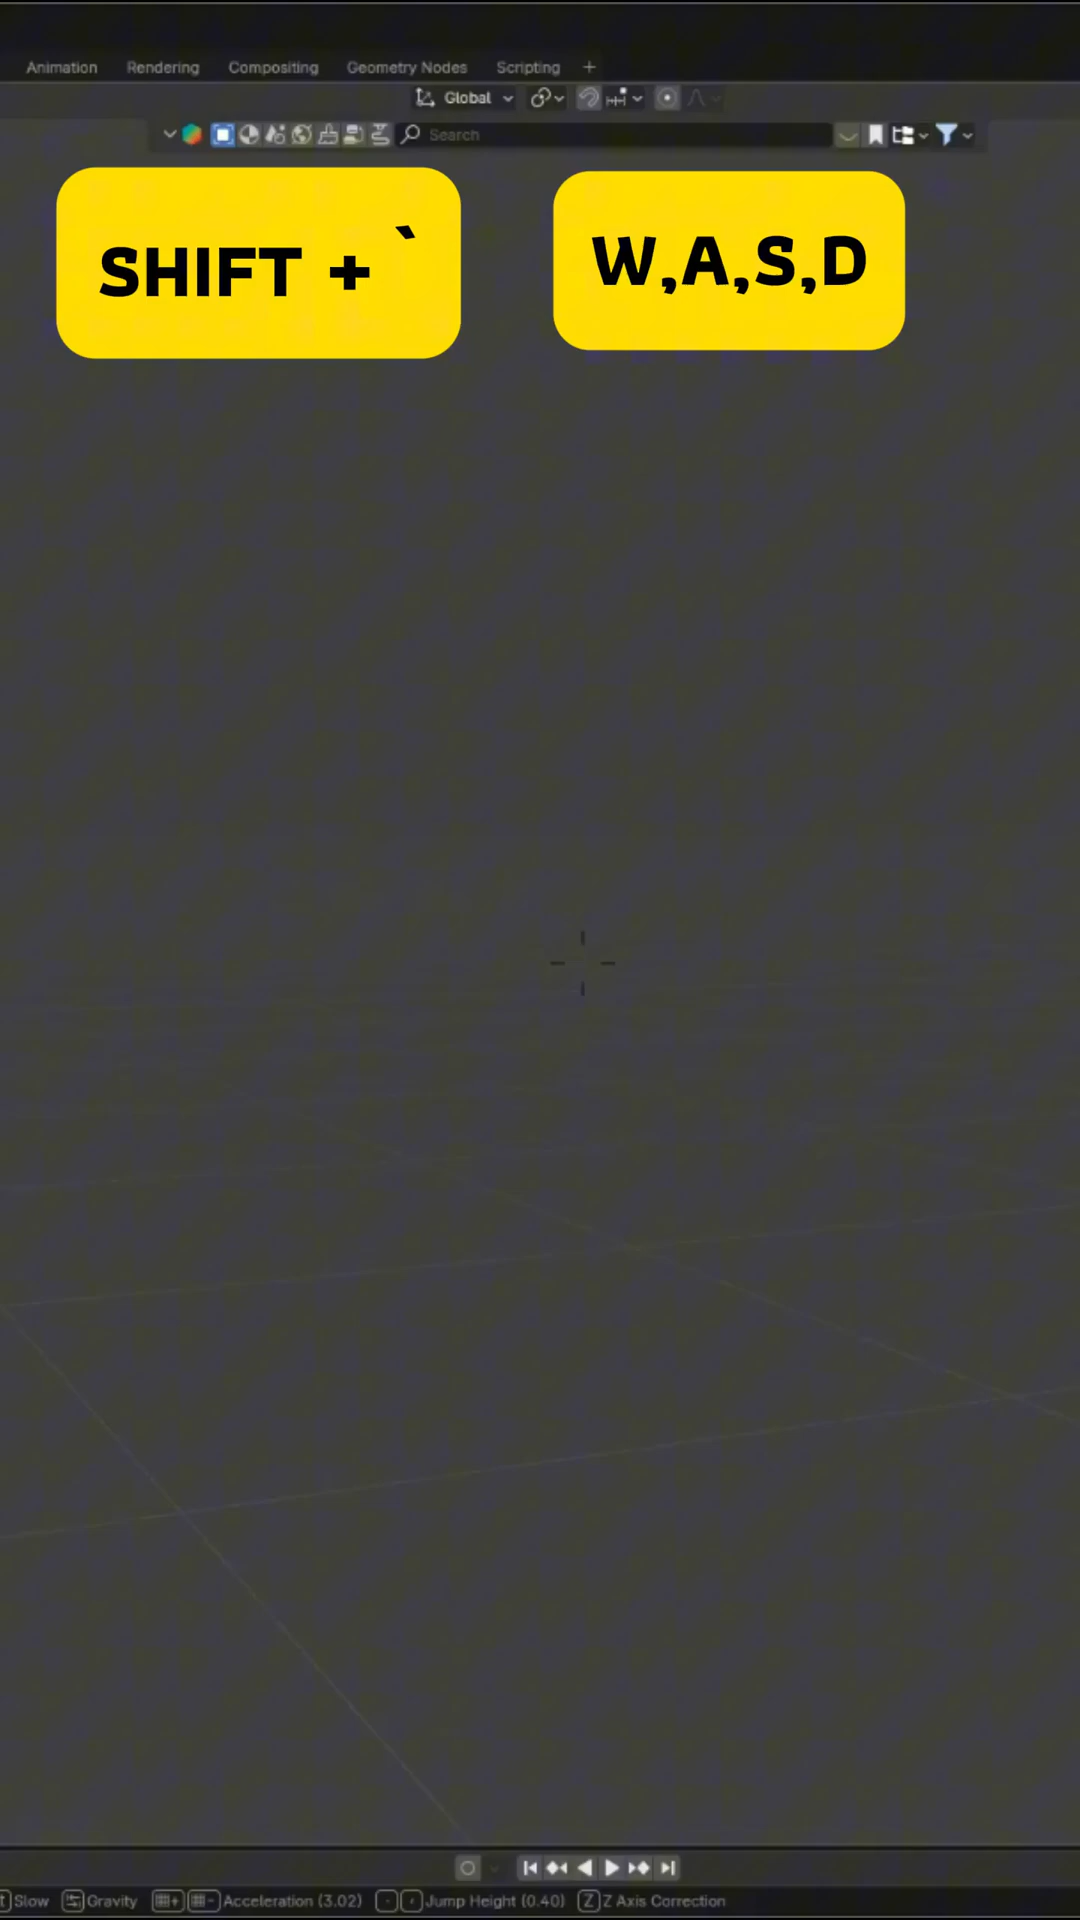 Animation Rendering Compositing Geometry Nodes Scripting +
Global
Search
SHIFT + `
W,A,S,D
Slow Gravity Acceleration (3.02) Jump Height (0.40) Z Z Axis Correction